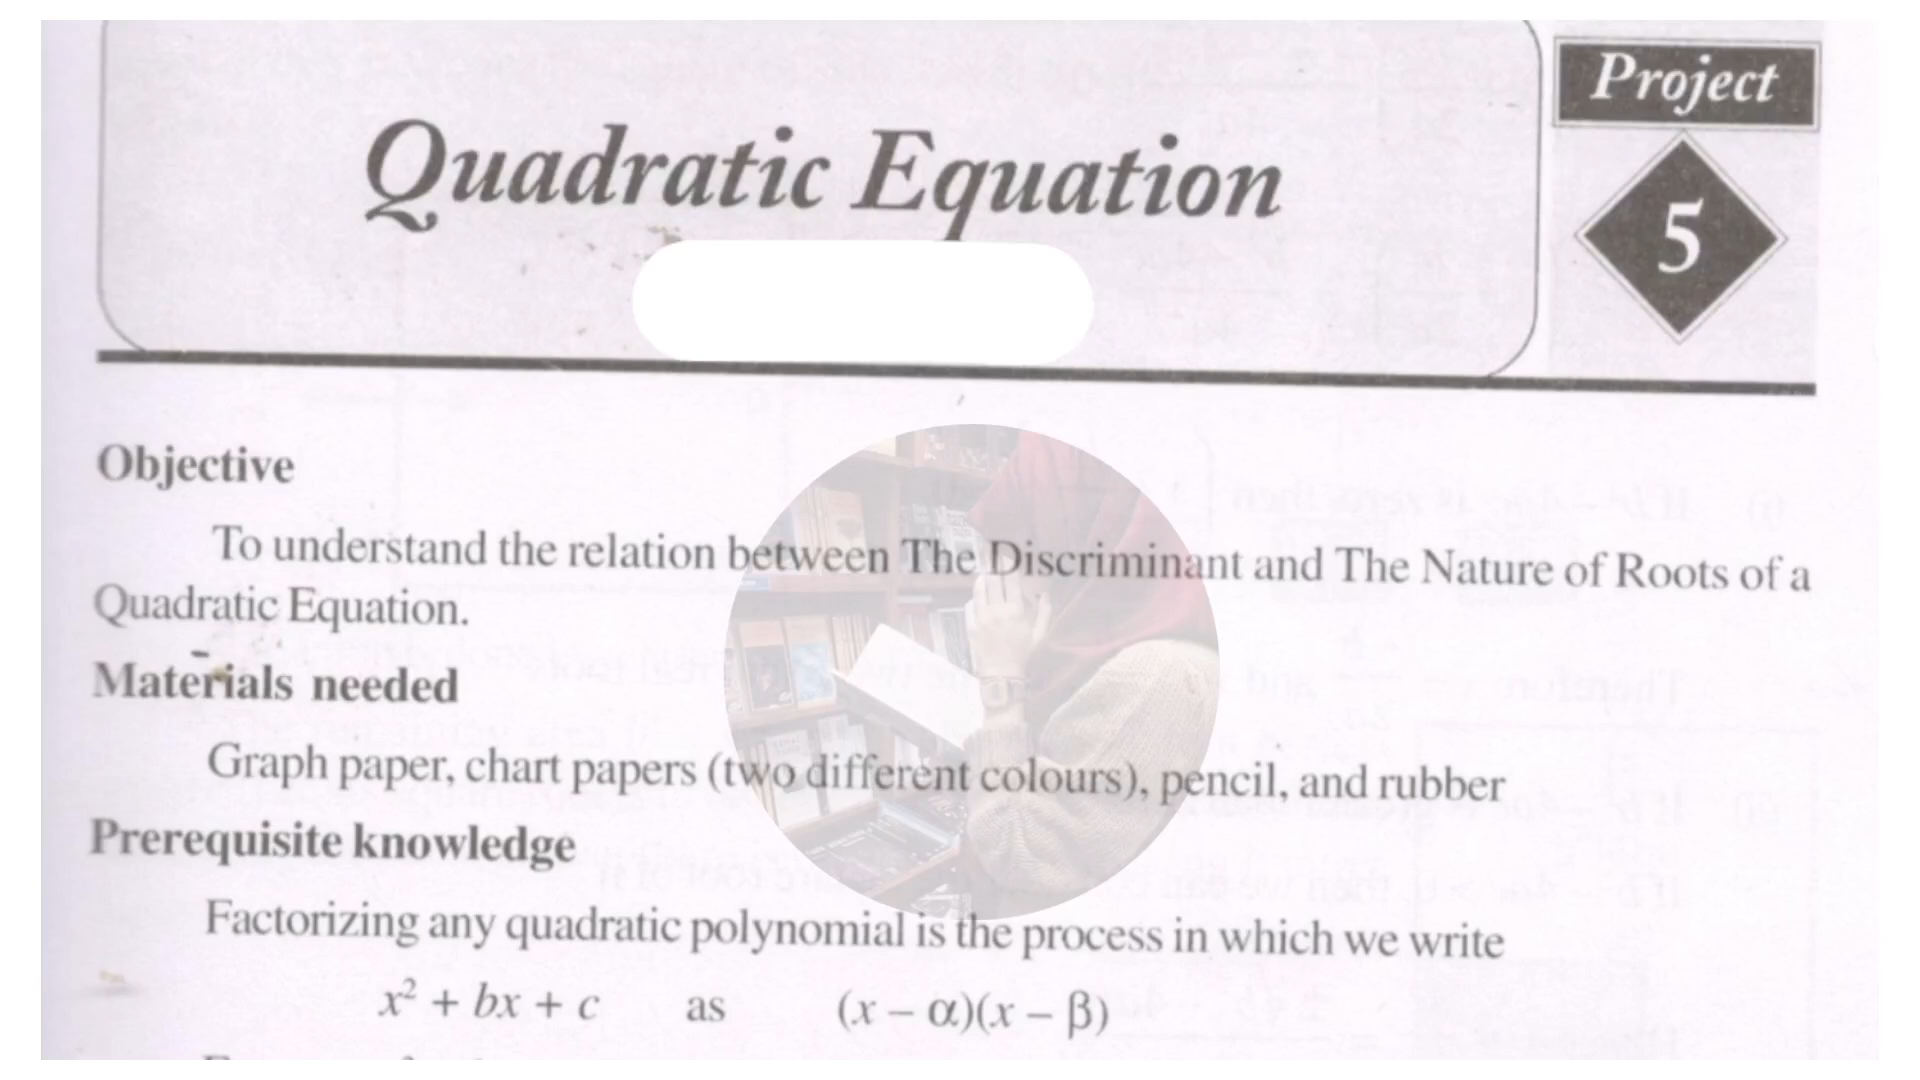 Project
5
Quadratic Equation
Objective
To understand the relation between The Discriminant and The Nature of Roots of a
Quadratic Equation.
Materials needed
Graph paper, chart papers (two different colours), pencil, and rubber
Prerequisite knowledge
Factorizing any quadratic polynomial is the process in which we write
x² + bx + c as (x – α)(x – β)